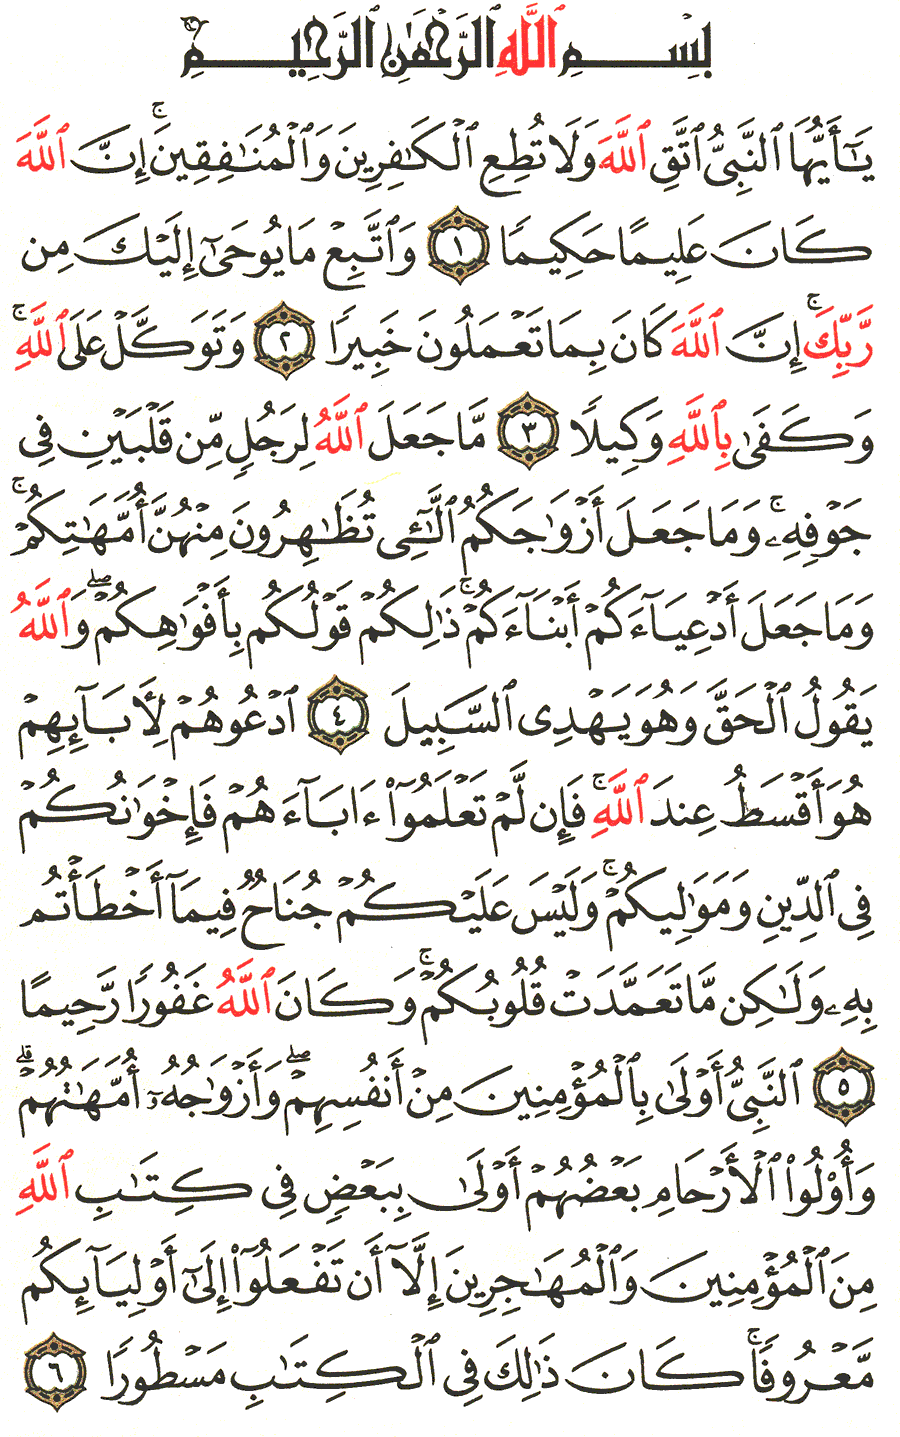 بِسْمِ ٱللَّهِ ٱلرَّحْمَٰنِ ٱلرَّحِيمِ
يَٰٓأَيُّهَا ٱلنَّبِىُّ ٱتَّقِ ٱللَّهَ وَلَا تُطِعِ ٱلْكَٰفِرِينَ وَٱلْمُنَٰفِقِينَ ۚ إِنَّ ٱللَّهَ
كَانَ عَلِيمًا حَكِيمًا ١ وَٱتَّبِعْ مَا يُوحَىٰٓ إِلَيْكَ مِن
رَّبِّكَ ۚ إِنَّ ٱللَّهَ كَانَ بِمَا تَعْمَلُونَ خَبِيرًا ٢ وَتَوَكَّلْ عَلَى ٱللَّهِ ۚ
وَكَفَىٰ بِٱللَّهِ وَكِيلًا ٣ مَّا جَعَلَ ٱللَّهُ لِرَجُلٍ مِّن قَلْبَيْنِ فِى
جَوْفِهِۦ ۚ وَمَا جَعَلَ أَزْوَٰجَكُمُ ٱلَّٰٓـِٔى تُظَٰهِرُونَ مِنْهُنَّ أُمَّهَٰتِكُمْ ۚ
وَمَا جَعَلَ أَدْعِيَآءَكُمْ أَبْنَآءَكُمْ ۚ ذَٰلِكُمْ قَوْلُكُم بِأَفْوَٰهِكُمْ ۖ وَٱللَّهُ
يَقُولُ ٱلْحَقَّ وَهُوَ يَهْدِى ٱلسَّبِيلَ ٤ ٱدْعُوهُمْ لِأَبَآئِهِمْ
هُوَ أَقْسَطُ عِندَ ٱللَّهِ ۚ فَإِن لَّمْ تَعْلَمُوٓا۟ ءَابَآءَهُمْ فَإِخْوَٰنُكُمْ
فِى ٱلدِّينِ وَمَوَٰلِيكُمْ ۚ وَلَيْسَ عَلَيْكُمْ جُنَاحٌ فِيمَآ أَخْطَأْتُم
بِهِۦ وَلَٰكِن مَّا تَعَمَّدَتْ قُلُوبُكُمْ ۚ وَكَانَ ٱللَّهُ غَفُورًا رَّحِيمًا
٥ ٱلنَّبِىُّ أَوْلَىٰ بِٱلْمُؤْمِنِينَ مِنْ أَنفُسِهِمْ ۖ وَأَزْوَٰجُهُۥٓ أُمَّهَٰتُهُمْ ۗ
وَأُو۟لُوا۟ ٱلْأَرْحَامِ بَعْضُهُمْ أَوْلَىٰ بِبَعْضٍ فِى كِتَٰبِ ٱللَّهِ
مِنَ ٱلْمُؤْمِنِينَ وَٱلْمُهَٰجِرِينَ إِلَّآ أَن تَفْعَلُوٓا۟ إِلَىٰٓ أَوْلِيَآئِكُم
مَّعْرُوفًا ۚ كَانَ ذَٰلِكَ فِى ٱلْكِتَٰبِ مَسْطُورًا ٦